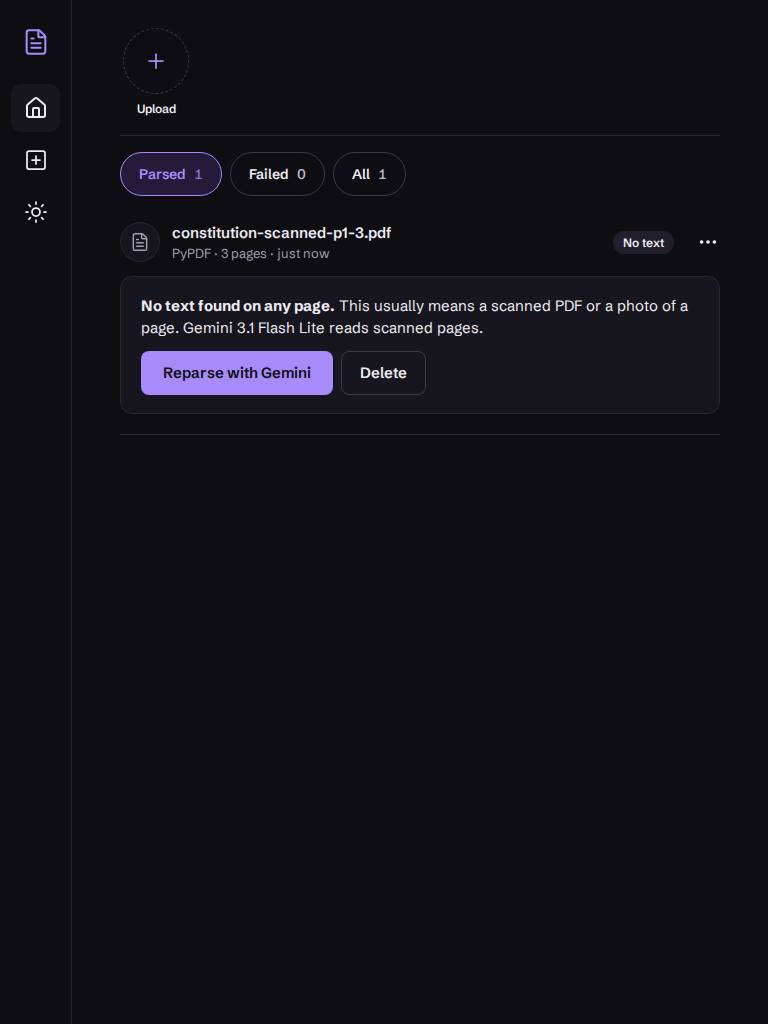 Upload
Parsed 1 Failed 0 All 1
constitution-scanned-p1-3.pdf
No text
PyPDF · 3 pages · just now
No text found on any page. This usually means a scanned PDF or a photo of a
page. Gemini 3.1 Flash Lite reads scanned pages.
Reparse with Gemini Delete